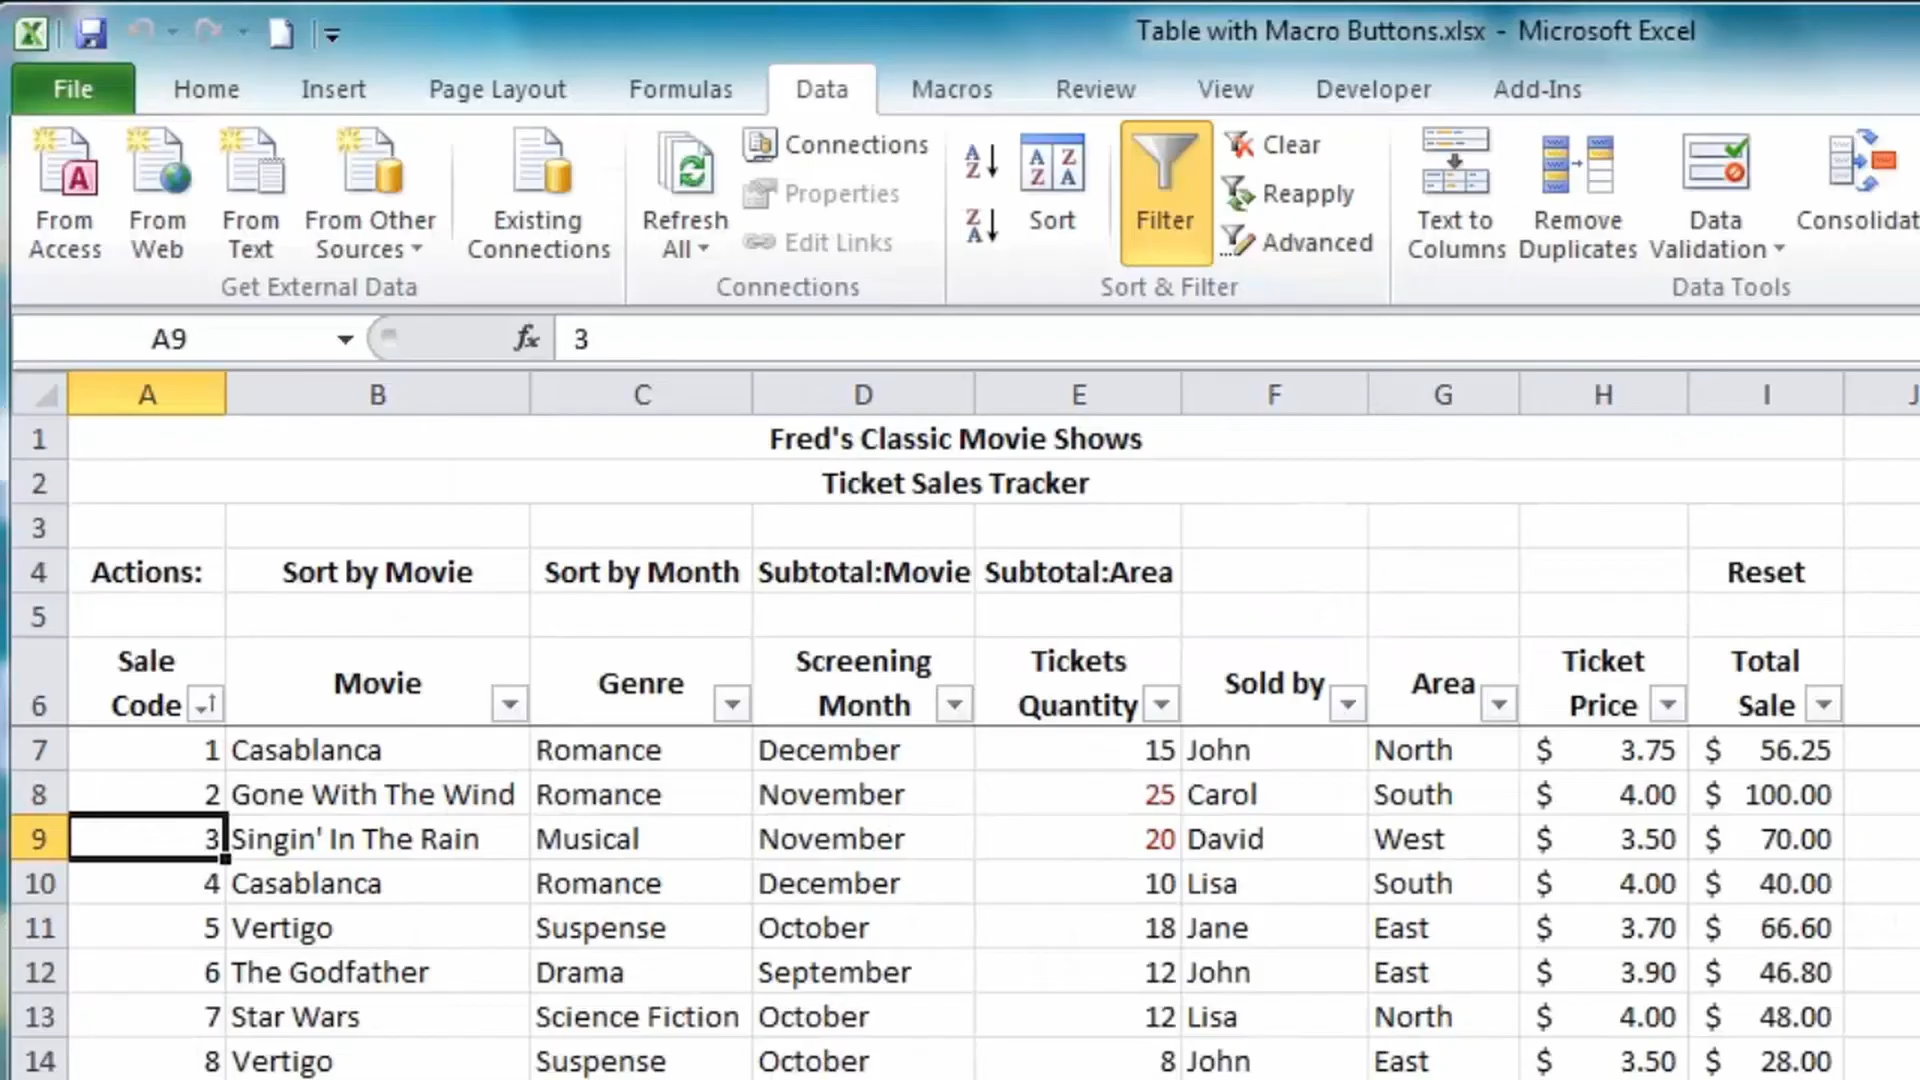 Table with Macro Buttons.xlsx - Microsoft Excel
File Home Insert Page Layout Formulas Data Macros Review View Developer Add-Ins
From Access From Web From Text From Other Sources Existing Connections Refresh All Connections Properties Edit Links Sort Filter Clear Reapply Advanced Text to Columns Remove Duplicates Data Validation Consolidat
Get External Data Connections Sort & Filter Data Tools
A9 fx 3
A B C D E F G H I J
1 Fred's Classic Movie Shows
2 Ticket Sales Tracker
3
4 Actions: Sort by Movie Sort by Month Subtotal:Movie Subtotal:Area Reset
5
6 Sale Code Movie Genre Screening Month Tickets Quantity Sold by Area Ticket Price Total Sale
7 1 Casablanca Romance December 15 John North $ 3.75 $ 56.25
8 2 Gone With The Wind Romance November 25 Carol South $ 4.00 $ 100.00
9 3 Singin' In The Rain Musical November 20 David West $ 3.50 $ 70.00
10 4 Casablanca Romance December 10 Lisa South $ 4.00 $ 40.00
11 5 Vertigo Suspense October 18 Jane East $ 3.70 $ 66.60
12 6 The Godfather Drama September 12 John East $ 3.90 $ 46.80
13 7 Star Wars Science Fiction October 12 Lisa North $ 4.00 $ 48.00
14 8 Vertigo Suspense October 8 John East $ 3.50 $ 28.00